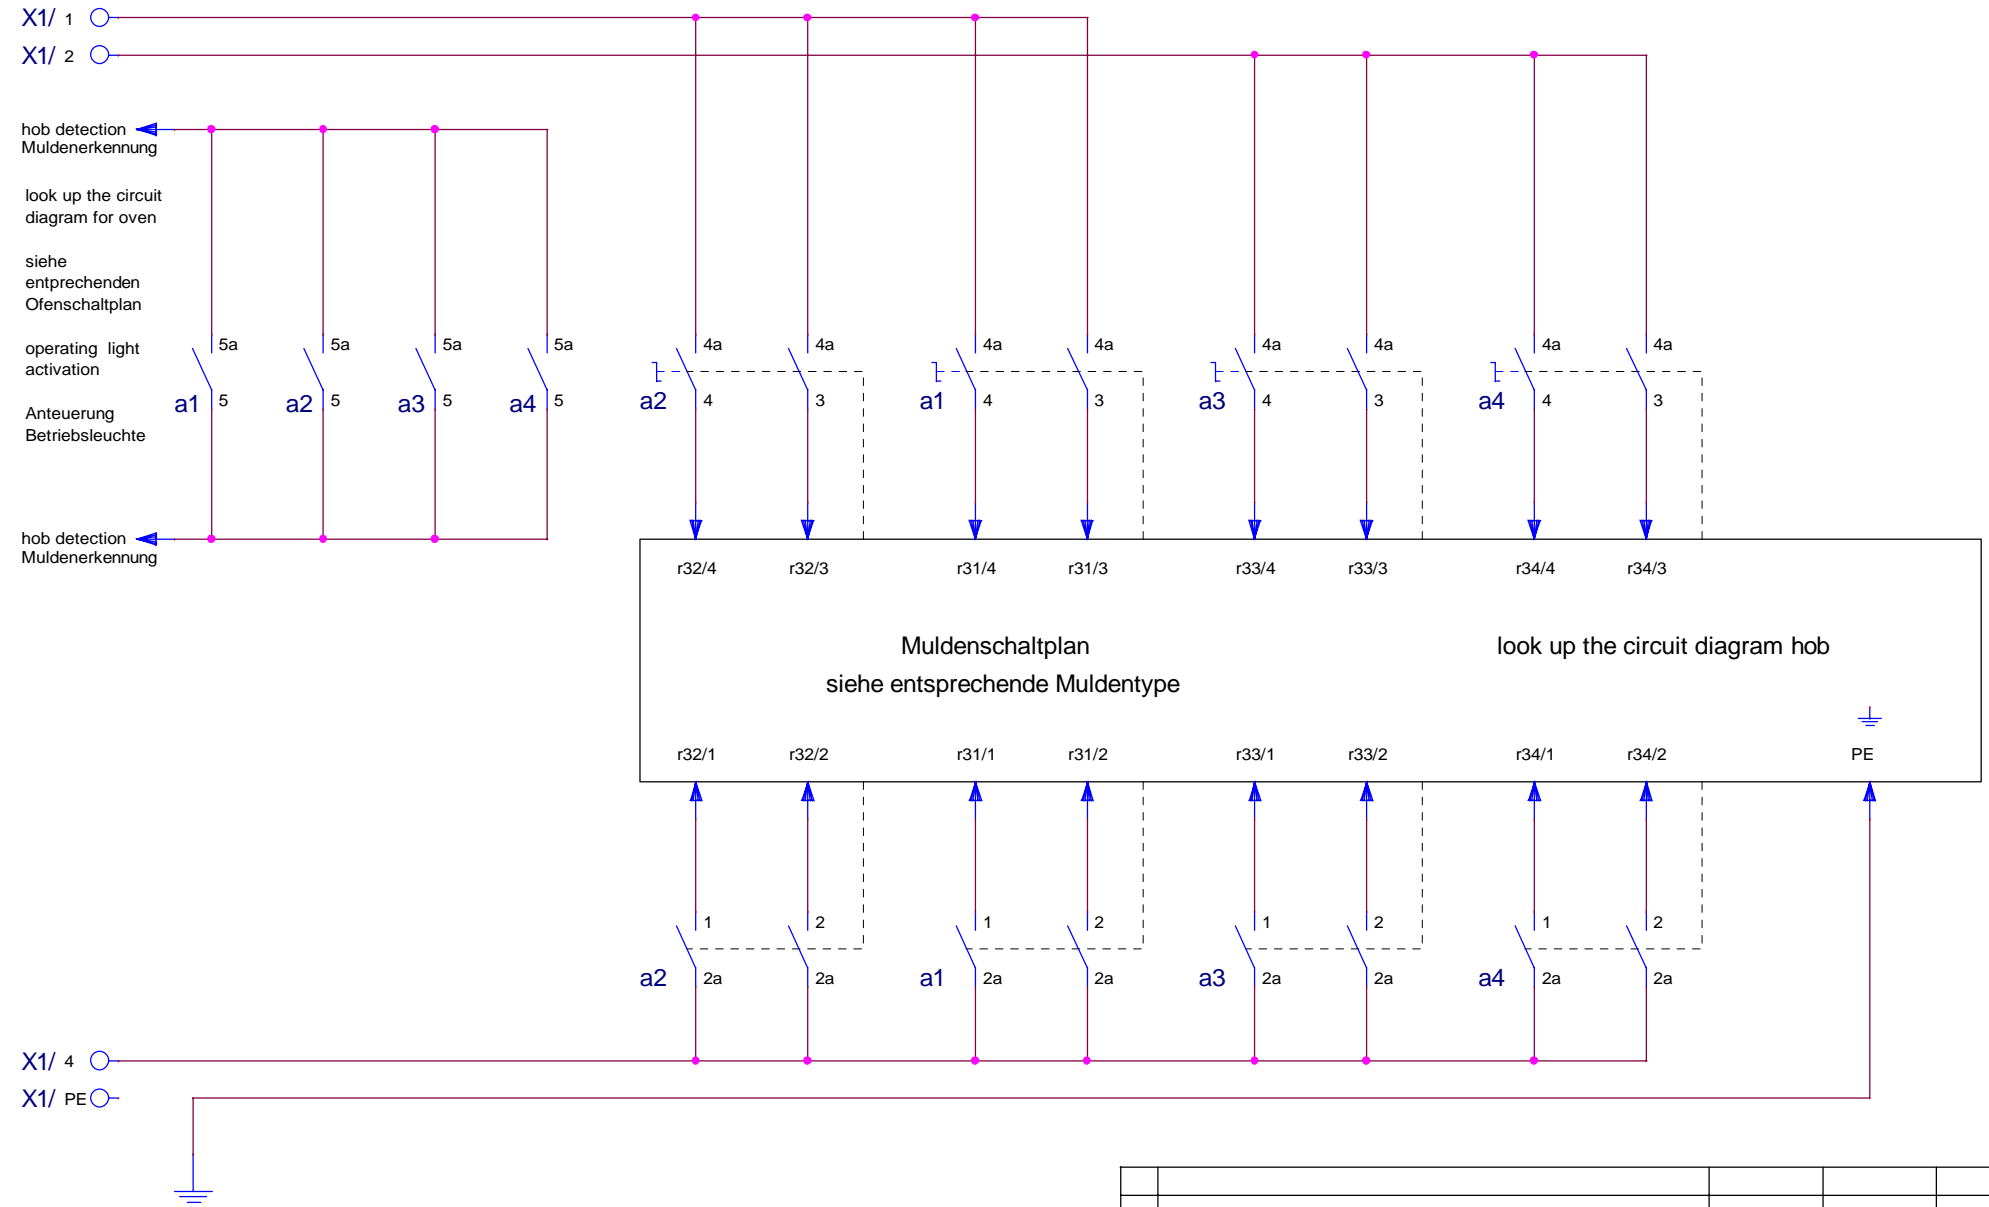 X1/ 1
X1/ 2
hob detection
Muldenerkennung
look up the circuit
diagram for oven
siehe
entprechenden
Ofenschaltplan
operating light
activation
Anteuerung
Betriebsleuchte
5a 5a 5a 5a 4a 4a 4a 4a 4a 4a 4a 4a
a1 5 a2 5 a3 5 a4 5 a2 4 3 a1 4 3 a3 4 3 a4 4 3
hob detection
Muldenerkennung
r32/4 r32/3 r31/4 r31/3 r33/4 r33/3 r34/4 r34/3
Muldenschaltplan
siehe entsprechende Muldentype
look up the circuit diagram hob
r32/1 r32/2 r31/1 r31/2 r33/1 r33/2 r34/1 r34/2 PE
1 2 1 2 1 2 1 2
a2 2a 2a a1 2a 2a a3 2a 2a a4 2a 2a
X1/ 4
X1/ PE